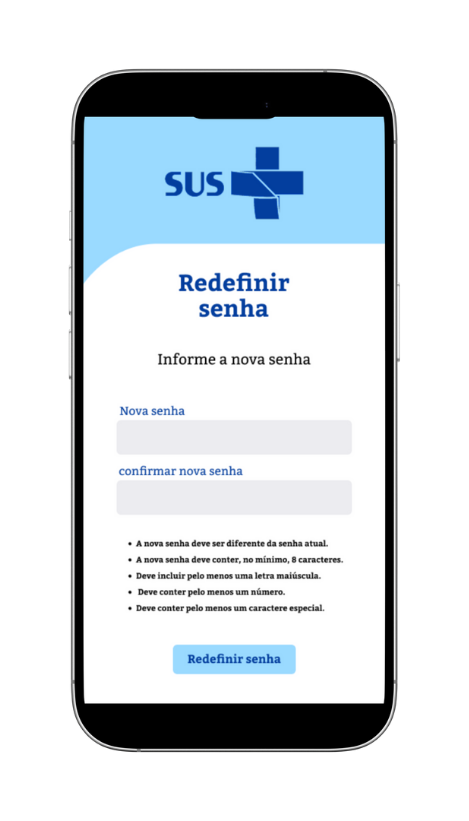 SUS
Redefinir
senha
Informe a nova senha
Nova senha
confirmar nova senha
• A nova senha deve ser diferente da senha atual.
• A nova senha deve conter, no mínimo, 8 caracteres.
• Deve incluir pelo menos uma letra maiúscula.
• Deve conter pelo menos um número.
• Deve conter pelo menos um caractere especial.
Redefinir senha